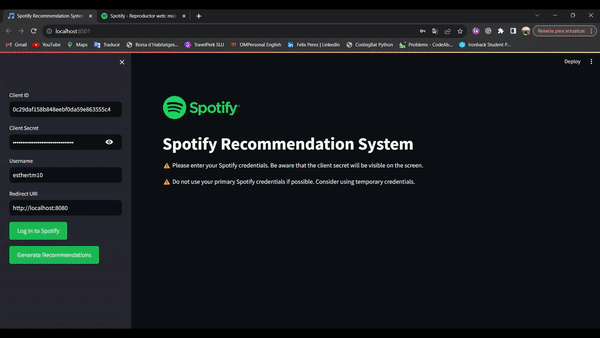 Spotify Recommendation System
Spotify - Reproductor web: mús
localhost:8501
Reinicia para actualizar
Gmail
YouTube
Maps
Traducir
Borsa d'Habitatges...
TravelPerk SLU
OMPersonal English
Felix Perez | LinkedIn
CodingBat Python
Problems - CodeAb...
Ironhack Student P...
Deploy
Client ID
0c29daf158b848eebf0da59e863555c4
Client Secret
Username
esthertm10
Redirect URI
http://localhost:8080
Log in to Spotify
Generate Recommendations
Spotify
Spotify Recommendation System
Please enter your Spotify credentials. Be aware that the client secret will be visible on the screen.
Do not use your primary Spotify credentials if possible. Consider using temporary credentials.